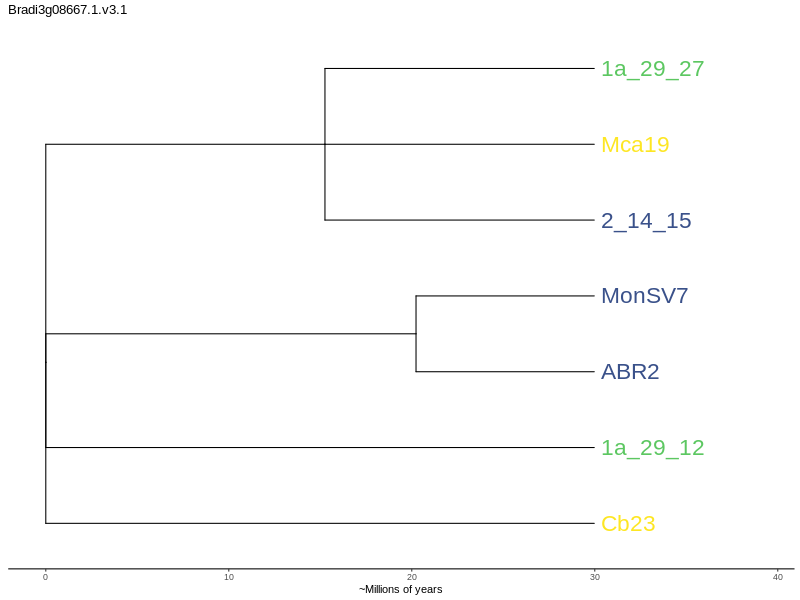 Bradi3g08667.1.v3.1
1a_29_27
Mca19
2_14_15
MonSV7
ABR2
1a_29_12
Cb23
0 10 20 30 40
~Millions of years